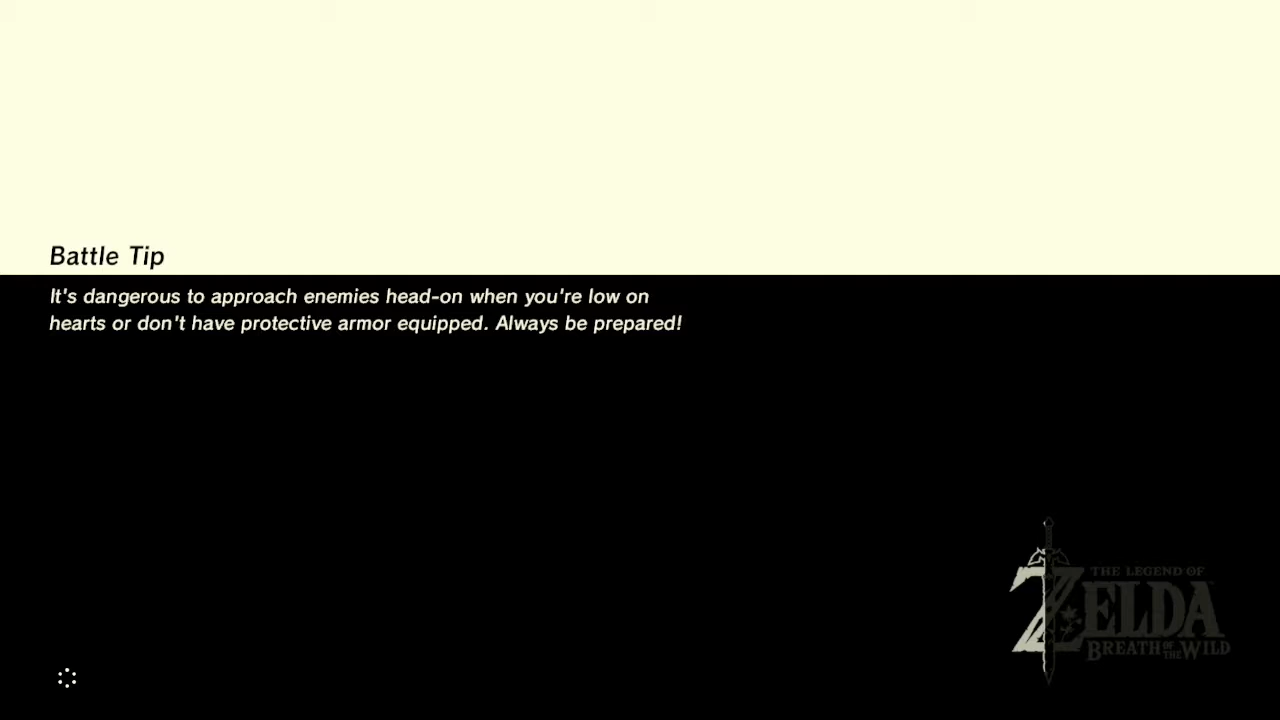 Battle Tip
It's dangerous to approach enemies head-on when you're low on
hearts or don't have protective armor equipped. Always be prepared!
THE LEGEND OF
ZELDA
BREATH OF THE WILD